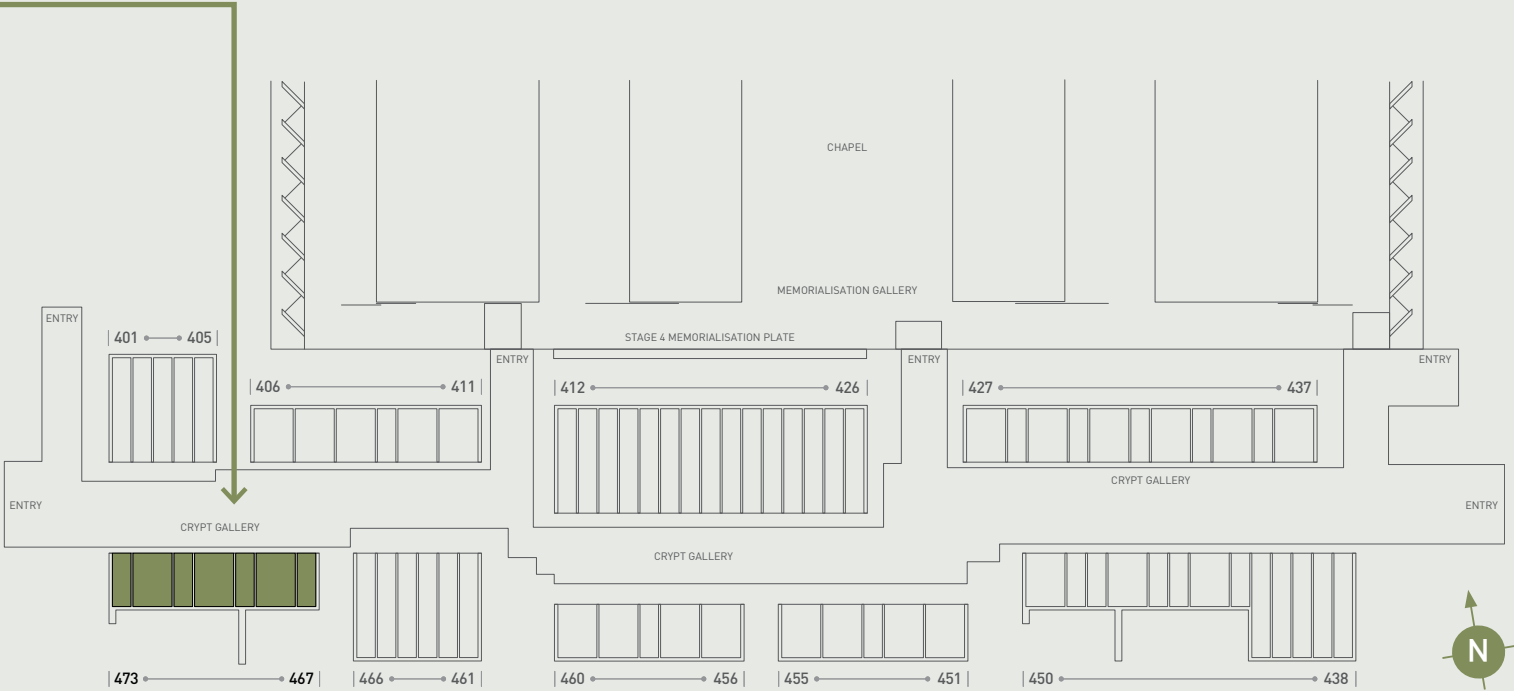 CHAPEL
MEMORIALISATION GALLERY
STAGE 4 MEMORIALISATION PLATE
ENTRY
401 405
ENTRY
ENTRY
ENTRY
406 411
412 426
427 437
CRYPT GALLERY
ENTRY
ENTRY
CRYPT GALLERY
CRYPT GALLERY
473 467
466 461
460 456
455 451
450 438
N